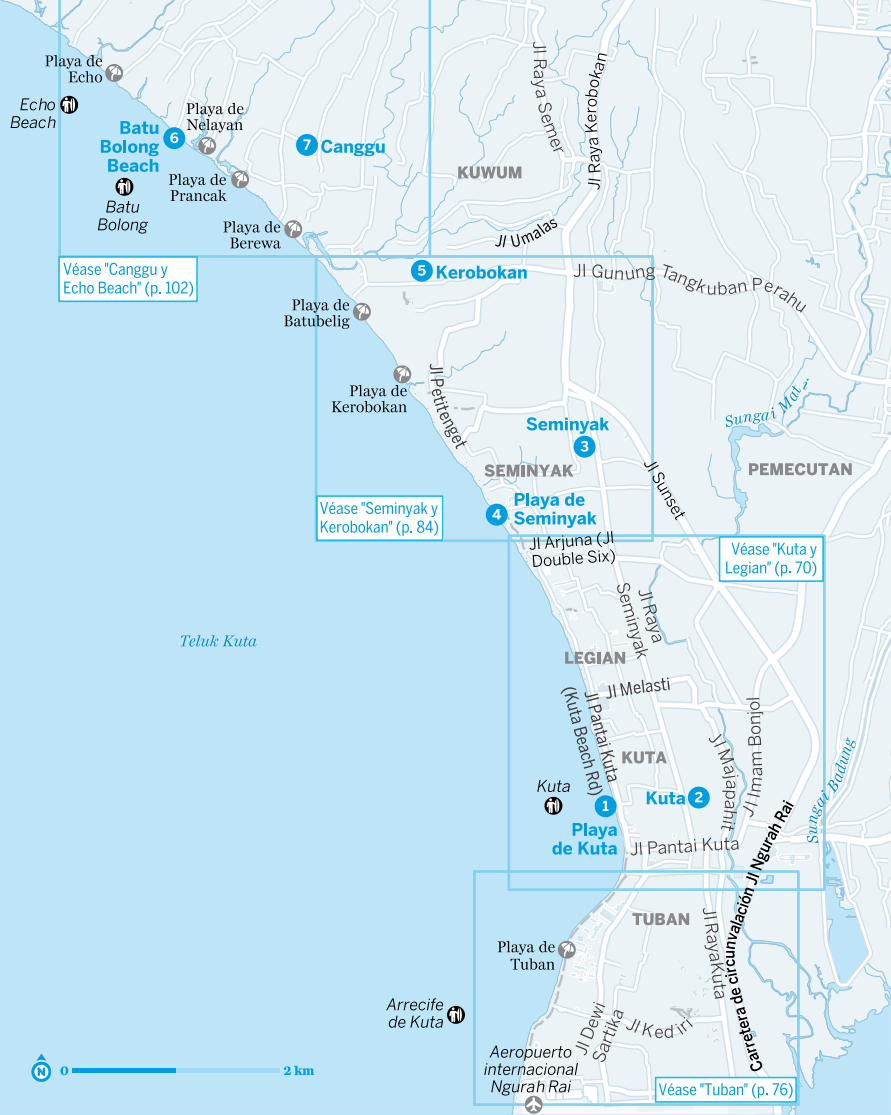 Playa de
Echo
Echo
Beach
Batu
Bolong
Beach
6
Playa de
Nelayan
7
Canggu
Batu
Bolong
Playa de
Prancak
Playa de
Berewa
KUWUM
Jl Raya Semer
Jl Raya Kerobokan
Jl Umalas
Véase "Canggu y
Echo Beach" (p. 102)
5
Kerobokan
Jl Gunung Tangkuban Perahu
Playa de
Batubelig
Playa de
Kerobokan
Jl Petitenget
Seminyak
3
SEMINYAK
Sungai Mat
PEMECUTAN
Jl Sunset
4
Playa de
Seminyak
Véase "Seminyak y
Kerobokan" (p. 84)
Jl Arjuna (Jl
Double Six)
Véase "Kuta y
Legian" (p. 70)
Teluk Kuta
Jl Raya
Seminyak
LEGIAN
Jl Melasti
Jl Pantai Kuta
(Kuta Beach Rd)
KUTA
Jl Majapahit
Jl Imam Bonjol
Sungai Badung
Kuta
1
Playa
de Kuta
Kuta
2
Jl Pantai Kuta
Carretera de circunvalación Jl Ngurah Rai
TUBAN
Jl Raya Kuta
Playa de
Tuban
Arrecife
de Kuta
Jl Dewi
Sartika
Jl Kediri
Aeropuerto
internacional
Ngurah Rai
Véase "Tuban" (p. 76)
N
0
2 km